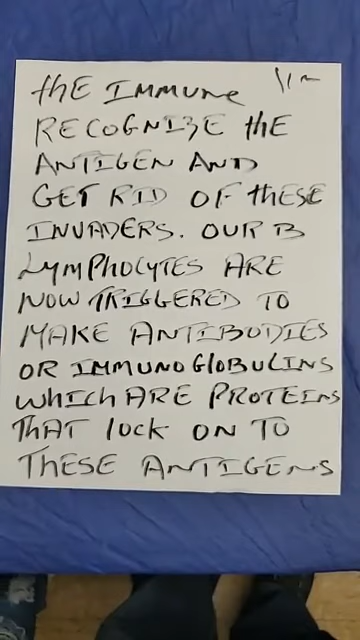 thE IMMUNE
RECOGNIZE thE
ANTIGEN AND
GET RID OF thESE
INVADERS. OUR B
LYMPhOCYTES ARE
NOW TRIGGERED TO
MAKE ANTIBODIES
OR IMMUNOGLOBULINS
WHICh ARE PROTEINS
ThAT lOCK ON TO
THESE ANTIGENS